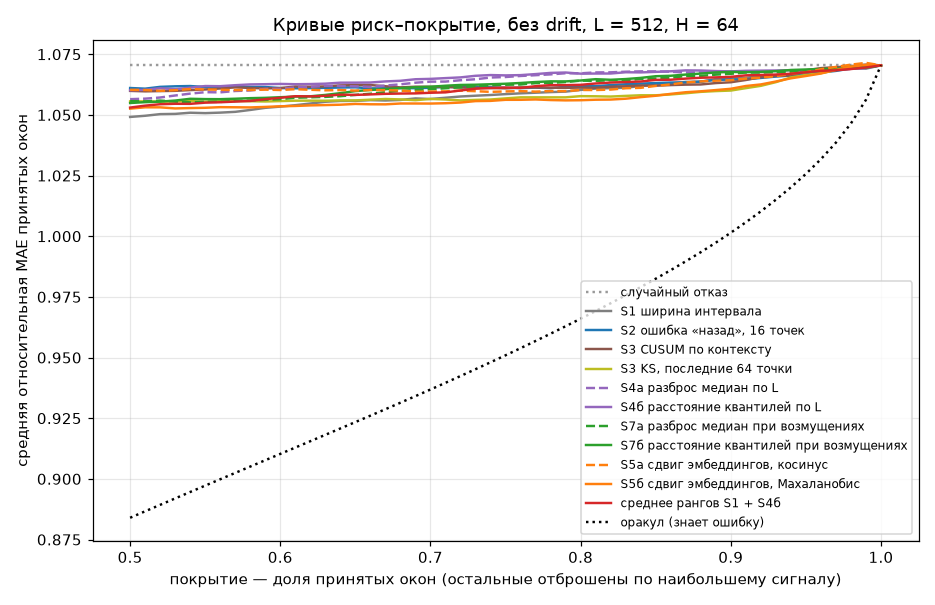 Кривые риск–покрытие, без drift, L = 512, H = 64
средняя относительная MAE принятых окон
1.075
1.050
1.025
1.000
0.975
0.950
0.925
0.900
0.875
случайный отказ
S1 ширина интервала
S2 ошибка «назад», 16 точек
S3 CUSUM по контексту
S3 KS, последние 64 точки
S4а разброс медиан по L
S4б расстояние квантилей по L
S7а разброс медиан при возмущениях
S7б расстояние квантилей при возмущениях
S5а сдвиг эмбеддингов, косинус
S5б сдвиг эмбеддингов, Махаланобис
среднее рангов S1 + S4б
оракул (знает ошибку)
0.5 0.6 0.7 0.8 0.9 1.0
покрытие — доля принятых окон (остальные отброшены по наибольшему сигналу)